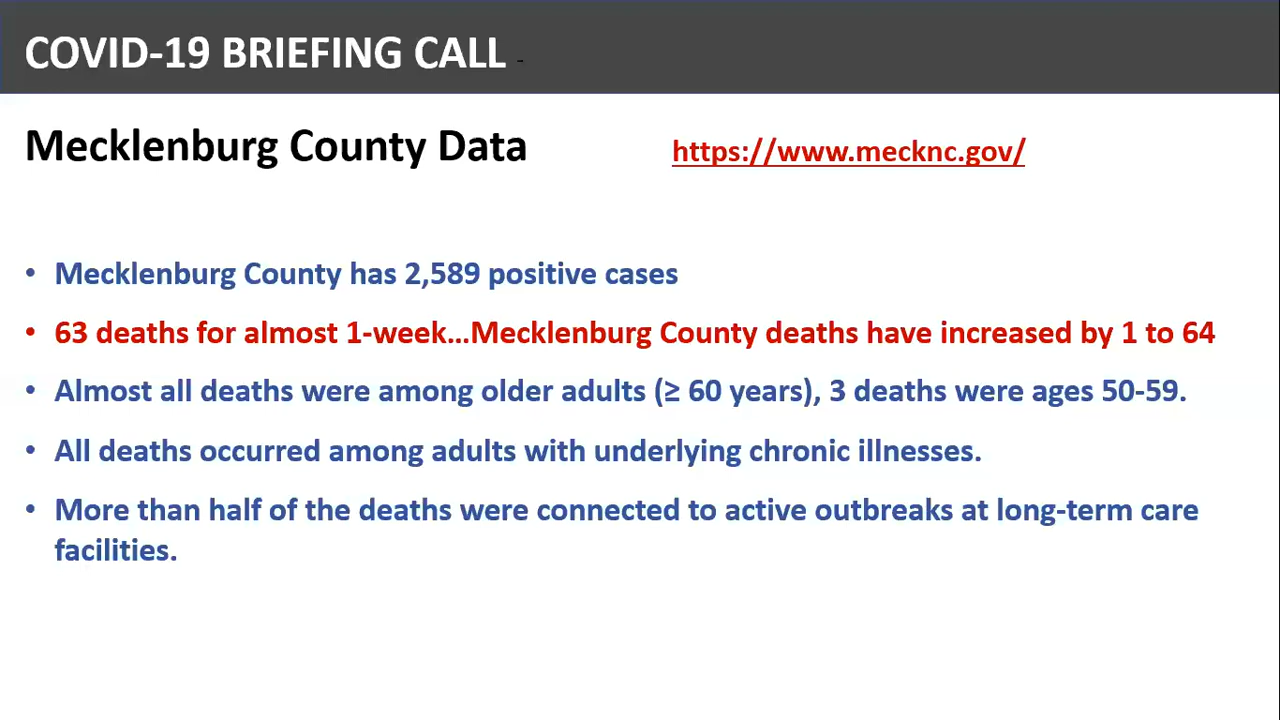 COVID-19 BRIEFING CALL -
Mecklenburg County Data
https://www.mecknc.gov/
• Mecklenburg County has 2,589 positive cases
• 63 deaths for almost 1-week...Mecklenburg County deaths have increased by 1 to 64
• Almost all deaths were among older adults (≥ 60 years), 3 deaths were ages 50-59.
• All deaths occurred among adults with underlying chronic illnesses.
• More than half of the deaths were connected to active outbreaks at long-term care
facilities.